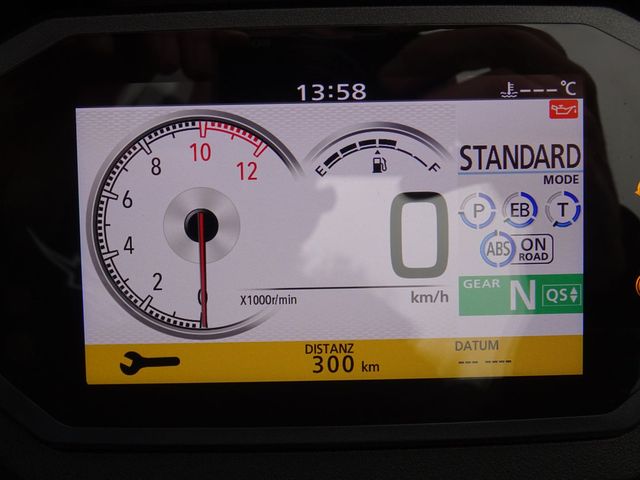 13:58
---°C
10
12
8
6
4
2
0
X1000r/min
E
F
0
km/h
STANDARD
MODE
P
EB
T
ABS
ON
ROAD
GEAR
N
QS
DISTANZ
300 km
DATUM
--- ----